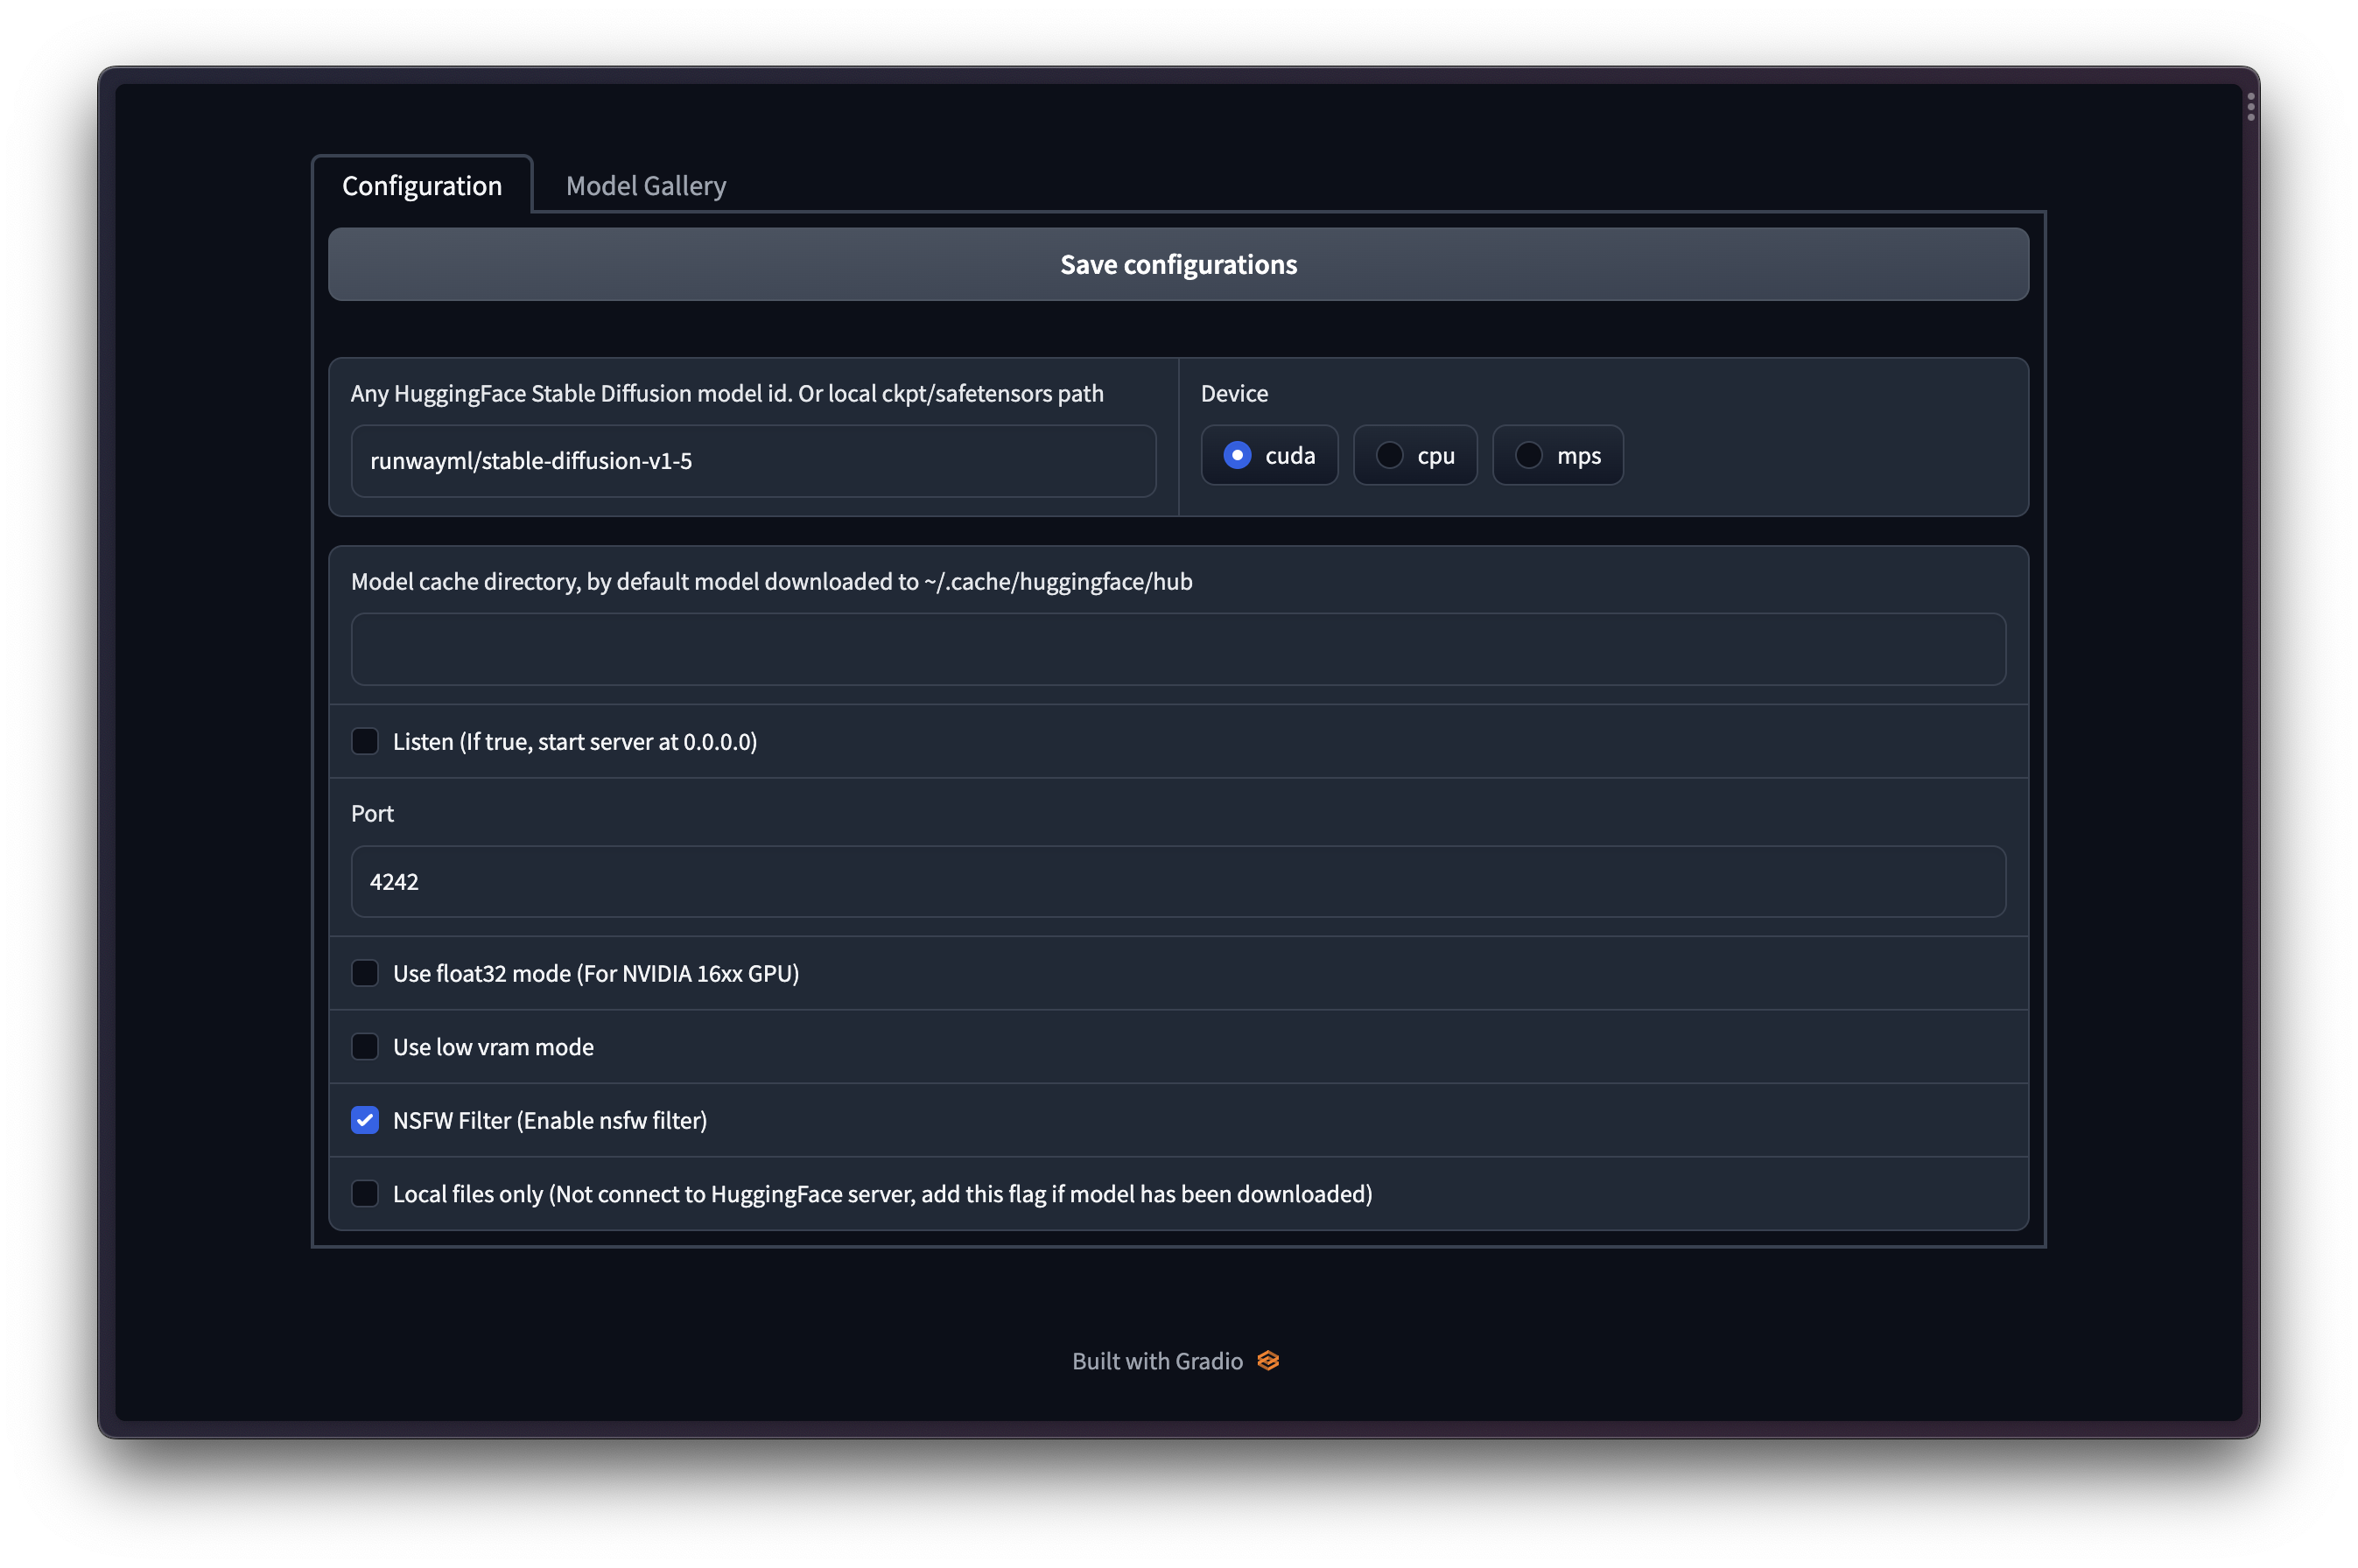 Configuration
Model Gallery
Save configurations
Any HuggingFace Stable Diffusion model id. Or local ckpt/safetensors path
runwayml/stable-diffusion-v1-5
Device
cuda
cpu
mps
Model cache directory, by default model downloaded to ~/.cache/huggingface/hub
Listen (If true, start server at 0.0.0.0)
Port
4242
Use float32 mode (For NVIDIA 16xx GPU)
Use low vram mode
NSFW Filter (Enable nsfw filter)
Local files only (Not connect to HuggingFace server, add this flag if model has been downloaded)
Built with Gradio